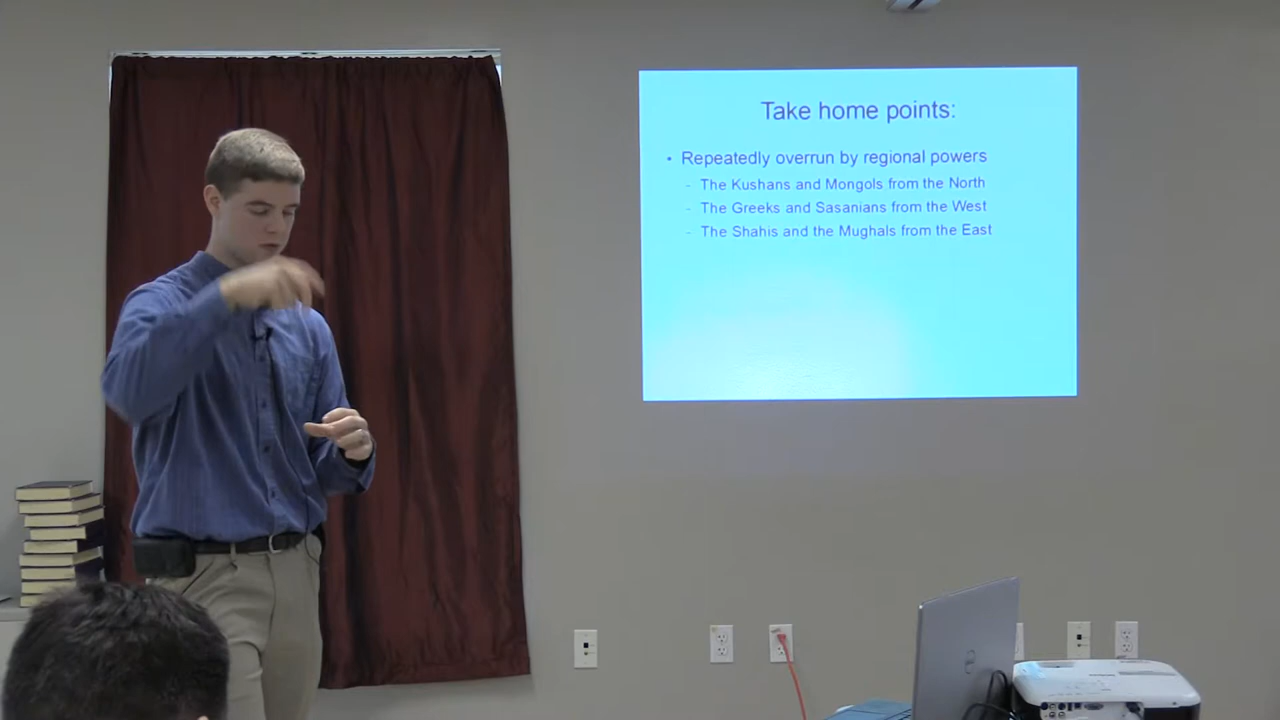 Take home points:
• Repeatedly overrun by regional powers
- The Kushans and Mongols from the North
- The Greeks and Sasanians from the West
- The Shahis and the Mughals from the East